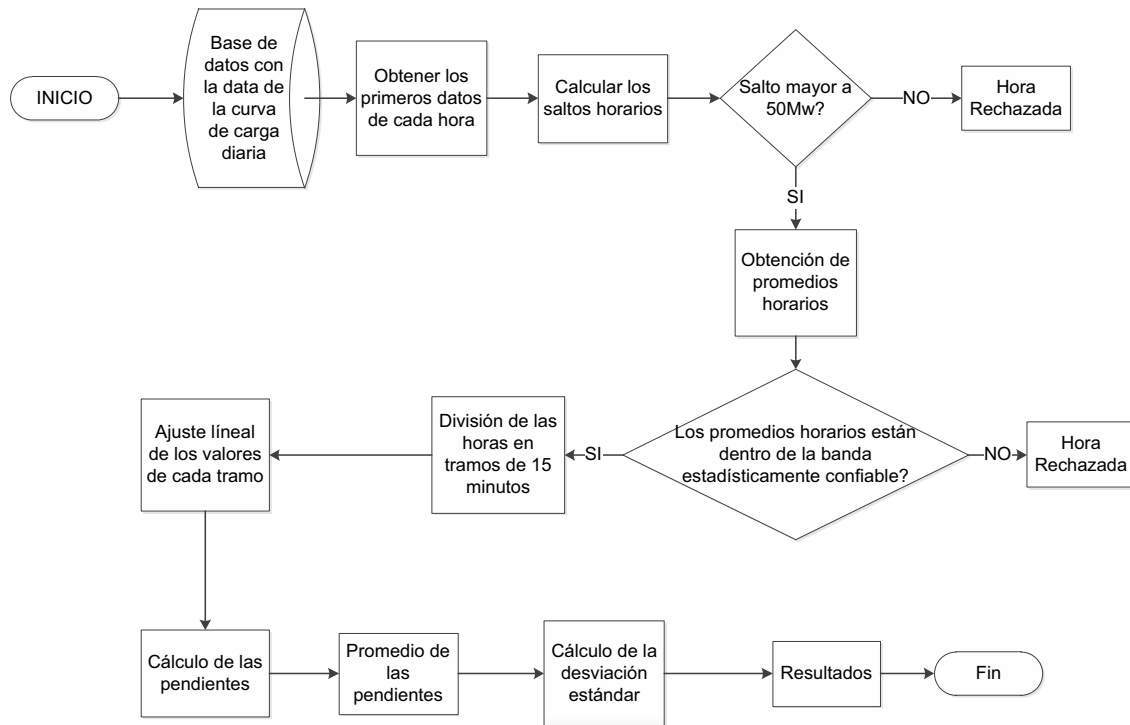 INICIO
Base de
datos con
la data de
la curva
de carga
diaria
Obtener los
primeros datos
de cada hora
Calcular los
saltos horarios
Salto mayor a
50Mw?
NO
Hora
Rechazada
SI
Obtención de
promedios
horarios
Los promedios horarios están
dentro de la banda
estadísticamente confiable?
NO
Hora
Rechazada
SI
División de las
horas en
tramos de 15
minutos
Ajuste líneal
de los valores
de cada tramo
Cálculo de las
pendientes
Promedio de
las
pendientes
Cálculo de la
desviación
estándar
Resultados
Fin